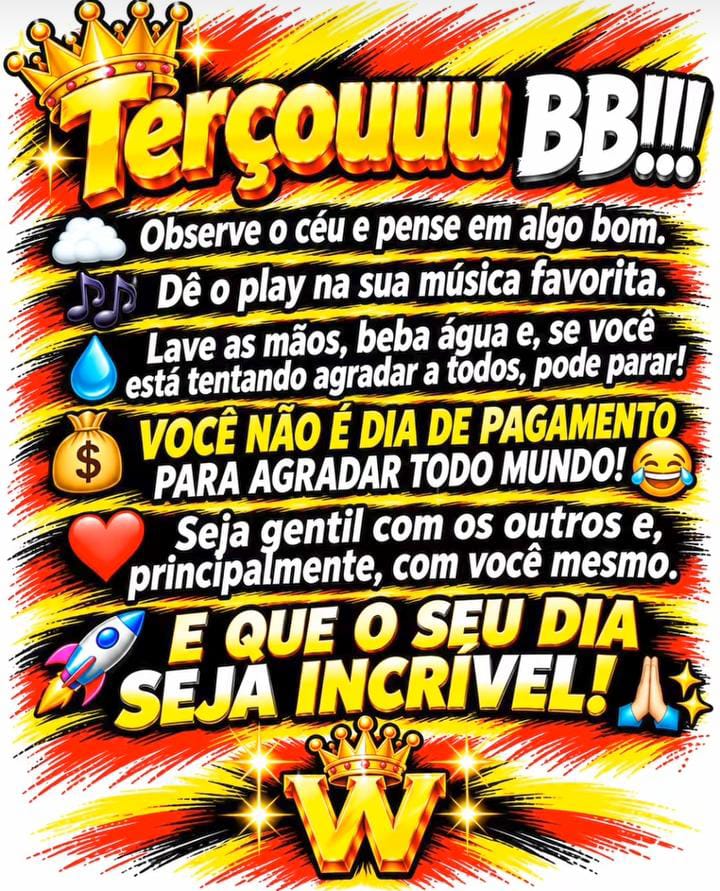 Terçouuu BB!!!
Observe o céu e pense em algo bom.
Dê o play na sua música favorita.
Lave as mãos, beba água e, se você
está tentando agradar a todos, pode parar!
VOCÊ NÃO É DIA DE PAGAMENTO
PARA AGRADAR TODO MUNDO!
Seja gentil com os outros e,
principalmente, com você mesmo.
E QUE O SEU DIA
SEJA INCRÍVEL!
W